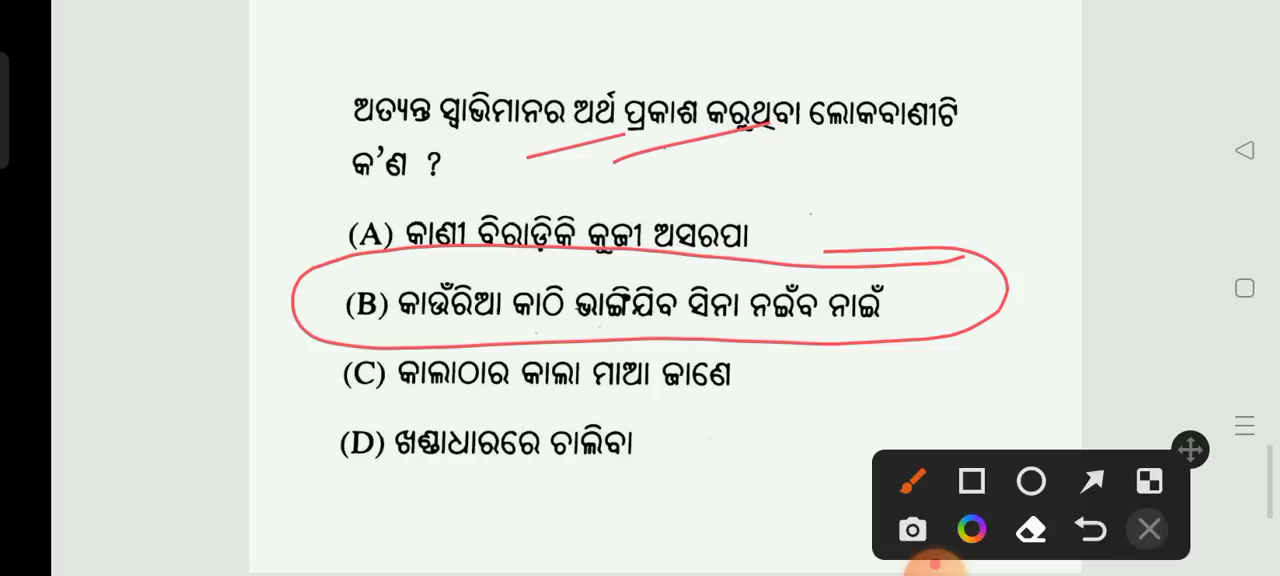 ଅତ୍ୟନ୍ତ ସ୍ୱାଭିମାନର ଅର୍ଥ ପ୍ରକାଶ କରୁଥିବା ଲୋକବାଣୀଟି
କ'ଣ ?
(A) କାଣୀ ବିରାଡ଼ିକି କୁଜୀ ଅସରପା
(B) କାଉଁରିଆ କାଠି ଭାଙ୍ଗିଯିବ ସିନା ନଇଁବ ନାଇଁ
(C) କାଲାଠାର କାଲା ମାଆ ଜାଣେ
(D) ଖଣ୍ଡାଧାରରେ ଚାଲିବା